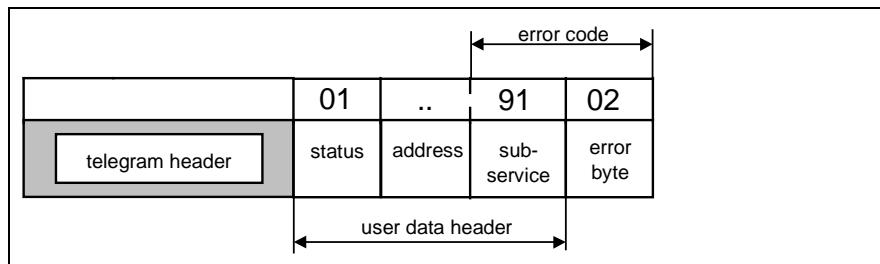 error code
01 .. 91 02
telegram header status address sub- error
service byte
user data header